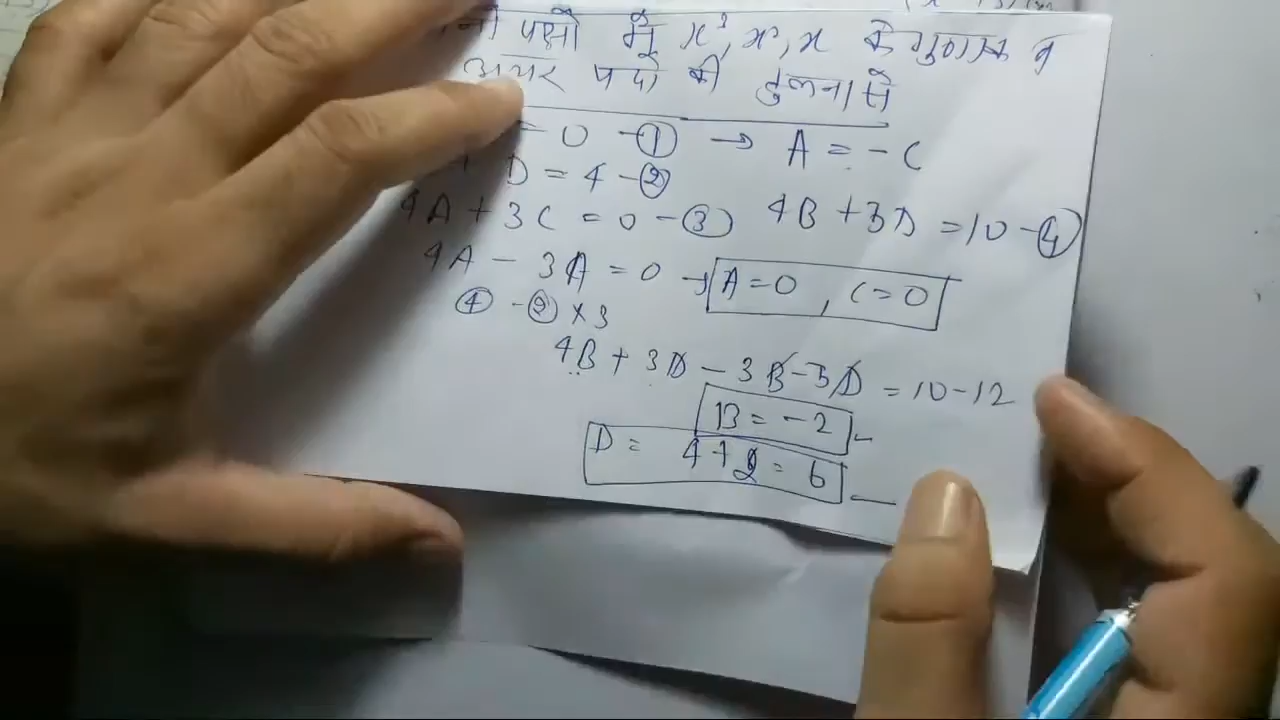 पक्षों में x³, x², x के गुणांक व
अचर पदो की तुलना से
= 0 -① → A = - C
D = 4 -②
4A + 3C = 0 -③ 4B + 3D = 10 -④
4A - 3A = 0 → A = 0 , C = 0
④ - ② × 3
4B + 3D - 3B - 3D = 10 - 12
B = - 2
D = 4 + 2 = 6